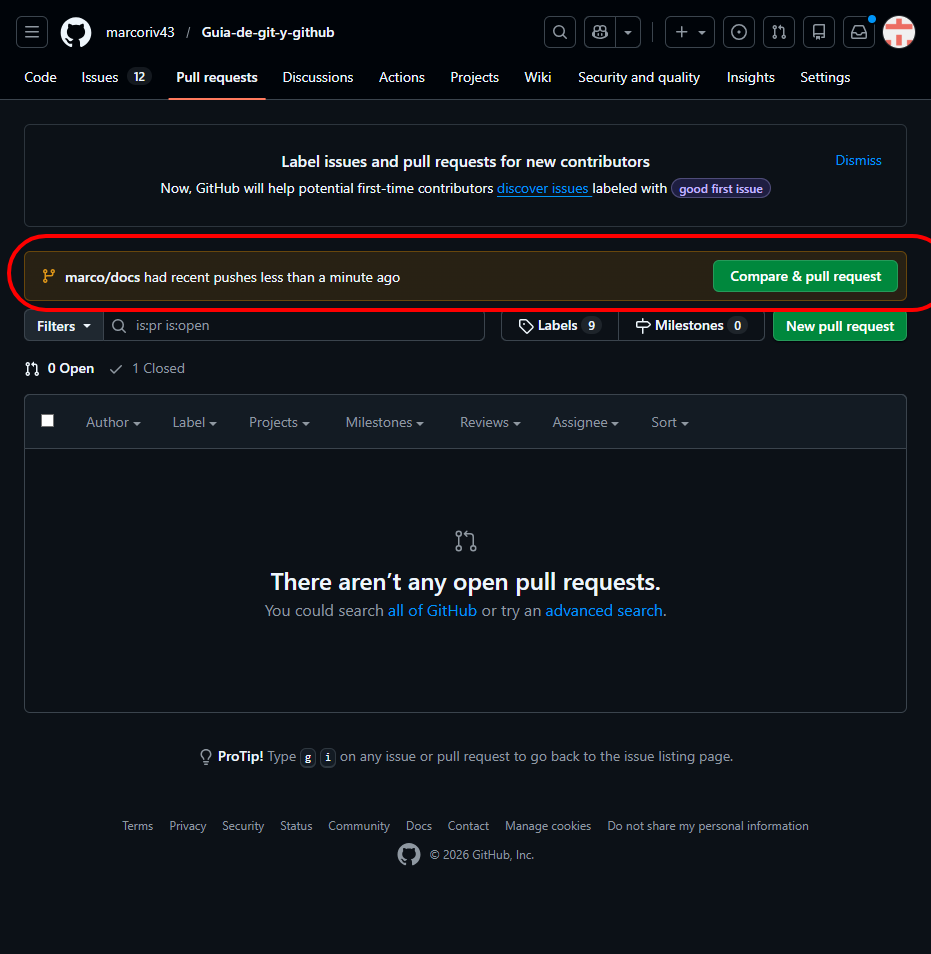 marcoriv43 / Guia-de-git-y-github
Code Issues 12 Pull requests Discussions Actions Projects Wiki Security and quality Insights Settings
Label issues and pull requests for new contributors
Dismiss
Now, GitHub will help potential first-time contributors discover issues labeled with good first issue
marco/docs had recent pushes less than a minute ago
Compare & pull request
Filters is:pr is:open Labels 9 Milestones 0 New pull request
0 Open 1 Closed
Author Label Projects Milestones Reviews Assignee Sort
There aren’t any open pull requests.
You could search all of GitHub or try an advanced search.
ProTip! Type g i on any issue or pull request to go back to the issue listing page.
Terms Privacy Security Status Community Docs Contact Manage cookies Do not share my personal information
© 2026 GitHub, Inc.